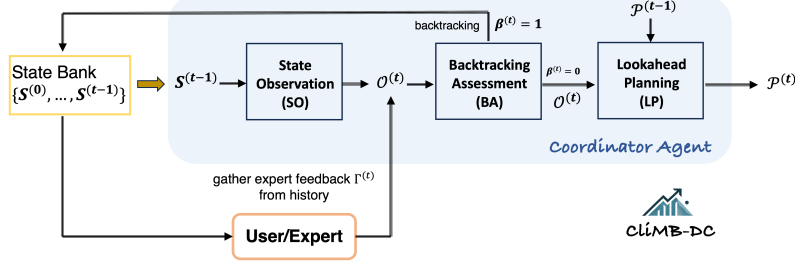 𝒫^(t−1)
backtracking
β^(t) = 1
State Bank
{S^(0), ..., S^(t−1)}
S^(t−1)
State
Observation
(SO)
𝒪^(t)
Backtracking
Assessment
(BA)
β^(t) = 0
𝒪^(t)
Lookahead
Planning
(LP)
𝒫^(t)
Coordinator Agent
gather expert feedback Γ^(t)
from history
User/Expert
CliMB-DC